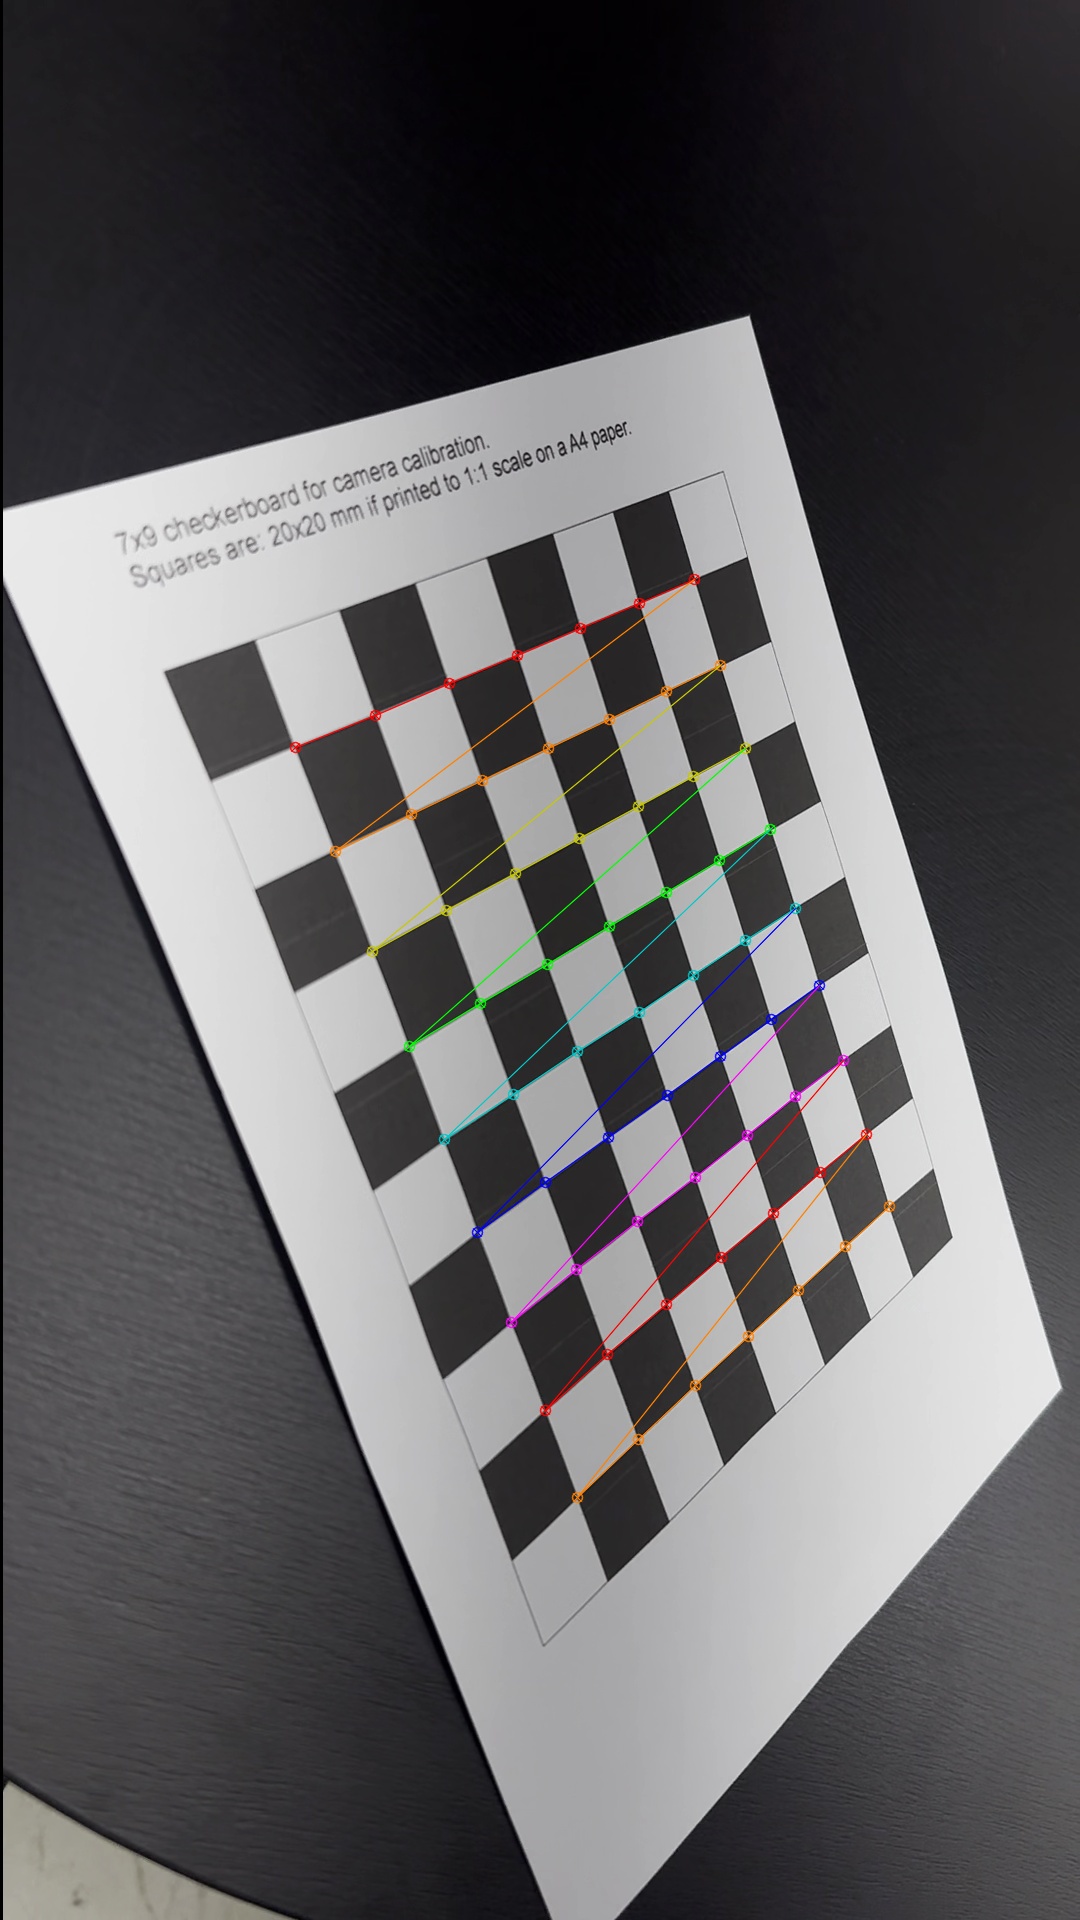 7x9 checkerboard for camera calibration.
Squares are: 20x20 mm if printed to 1:1 scale on a A4 paper.